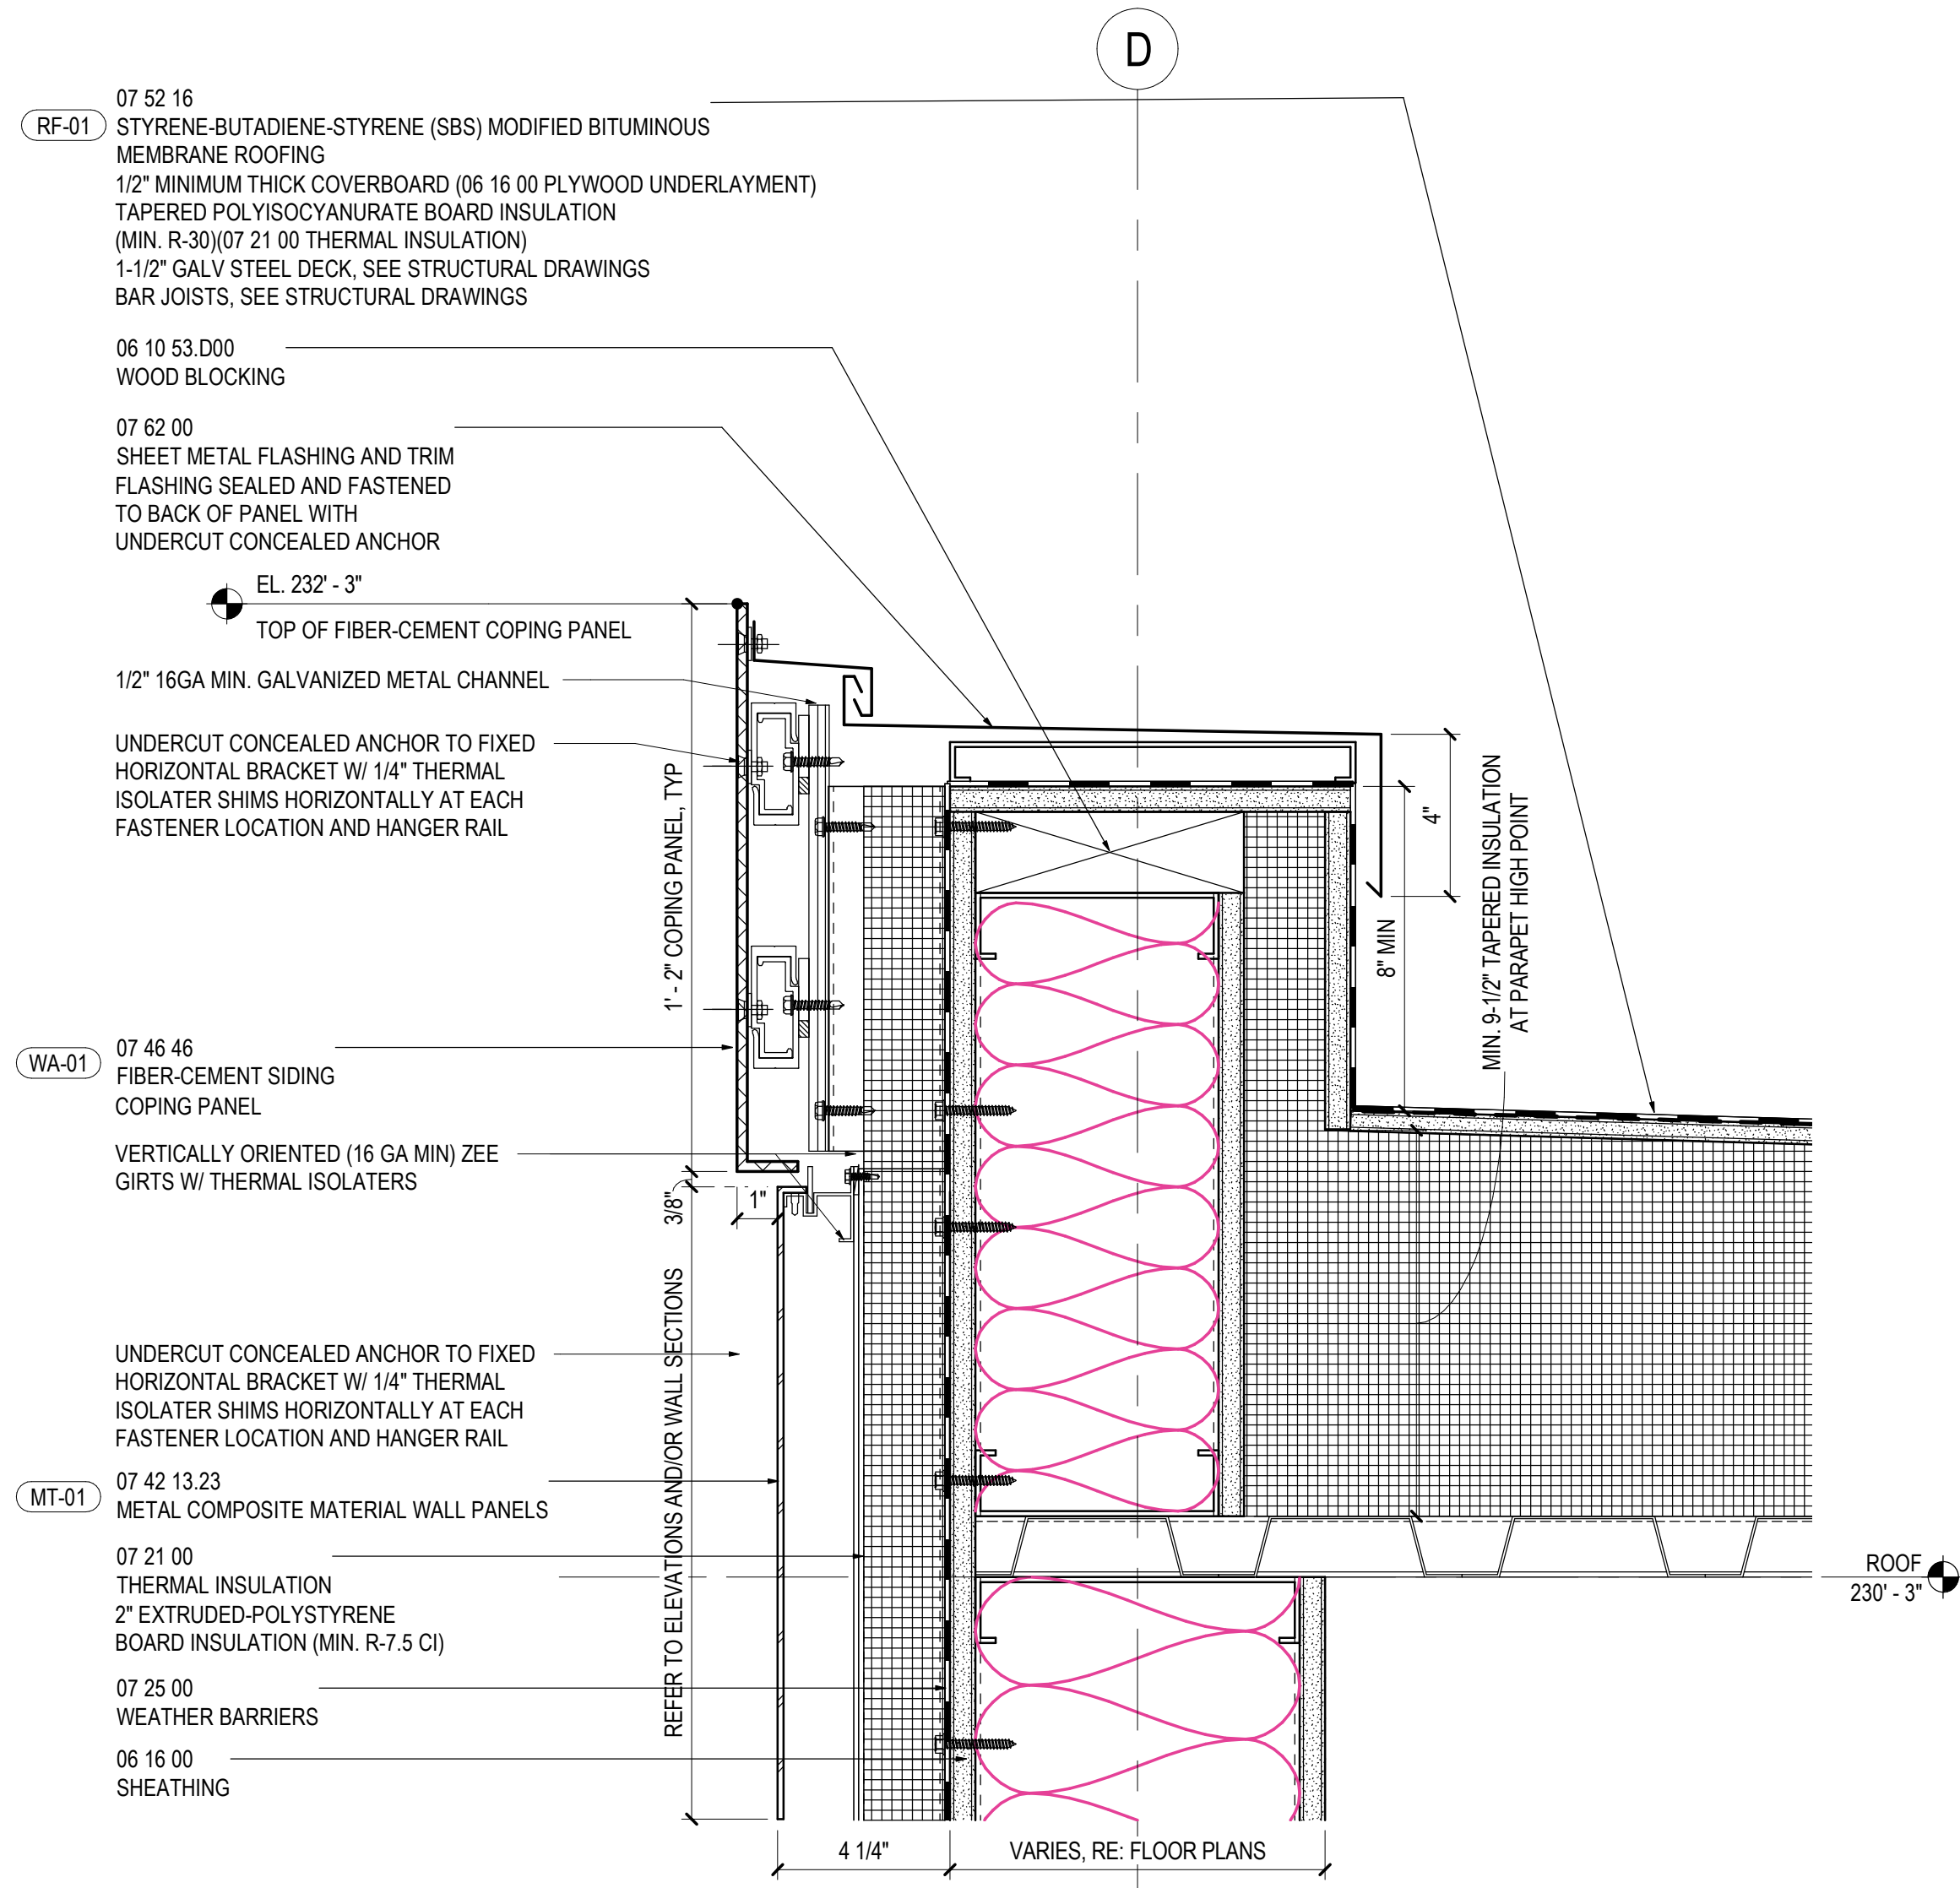 D
07 52 16
RF-01 STYRENE-BUTADIENE-STYRENE (SBS) MODIFIED BITUMINOUS
MEMBRANE ROOFING
1/2" MINIMUM THICK COVERBOARD (06 16 00 PLYWOOD UNDERLAYMENT)
TAPERED POLYISOCYANURATE BOARD INSULATION
(MIN. R-30)(07 21 00 THERMAL INSULATION)
1-1/2" GALV STEEL DECK, SEE STRUCTURAL DRAWINGS
BAR JOISTS, SEE STRUCTURAL DRAWINGS
06 10 53.D00
WOOD BLOCKING
07 62 00
SHEET METAL FLASHING AND TRIM
FLASHING SEALED AND FASTENED
TO BACK OF PANEL WITH
UNDERCUT CONCEALED ANCHOR
EL. 232' - 3"
TOP OF FIBER-CEMENT COPING PANEL
1/2" 16GA MIN. GALVANIZED METAL CHANNEL
UNDERCUT CONCEALED ANCHOR TO FIXED
HORIZONTAL BRACKET W/ 1/4" THERMAL
ISOLATER SHIMS HORIZONTALLY AT EACH
FASTENER LOCATION AND HANGER RAIL
07 46 46
WA-01 FIBER-CEMENT SIDING
COPING PANEL
VERTICALLY ORIENTED (16 GA MIN) ZEE
GIRTS W/ THERMAL ISOLATERS
UNDERCUT CONCEALED ANCHOR TO FIXED
HORIZONTAL BRACKET W/ 1/4" THERMAL
ISOLATER SHIMS HORIZONTALLY AT EACH
FASTENER LOCATION AND HANGER RAIL
07 42 13.23
MT-01 METAL COMPOSITE MATERIAL WALL PANELS
07 21 00
THERMAL INSULATION
2" EXTRUDED-POLYSTYRENE
BOARD INSULATION (MIN. R-7.5 CI)
07 25 00
WEATHER BARRIERS
06 16 00
SHEATHING
1' - 2" COPING PANEL, TYP
3/8"
1"
REFER TO ELEVATIONS AND/OR WALL SECTIONS
4"
8" MIN
MIN. 9-1/2" TAPERED INSULATION
AT PARAPET HIGH POINT
ROOF
230' - 3"
4 1/4"
VARIES, RE: FLOOR PLANS